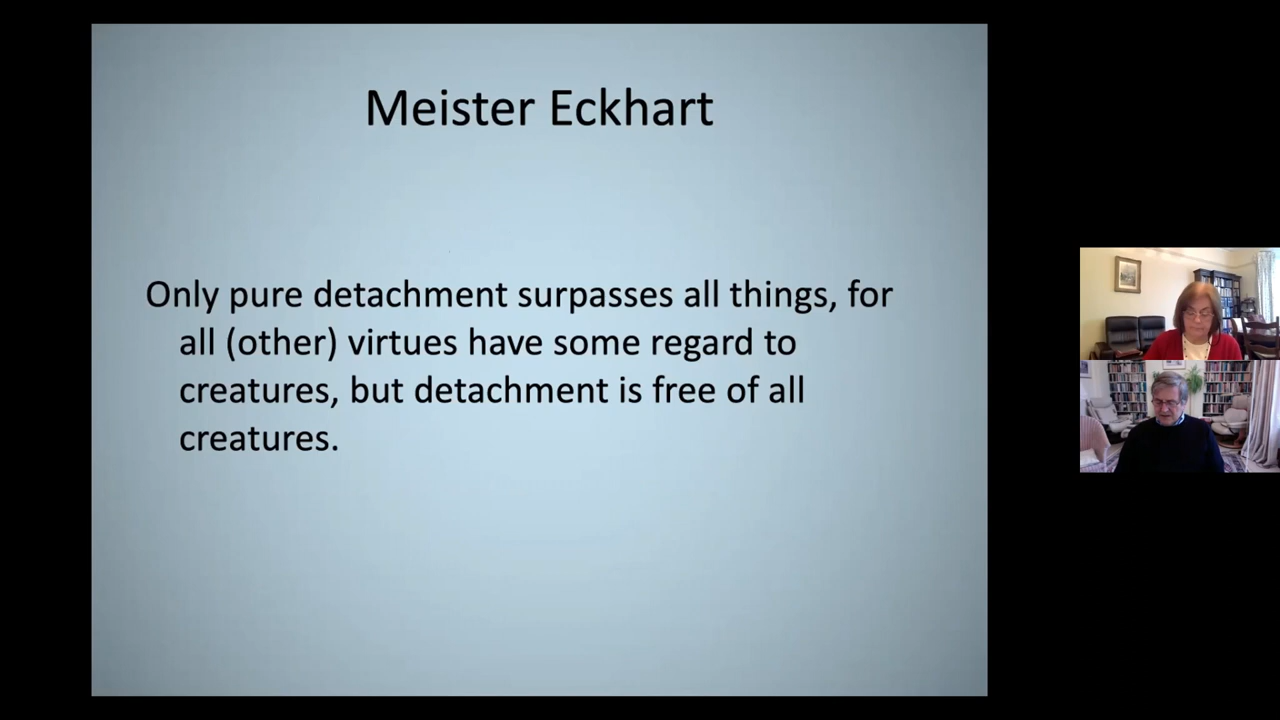 Meister Eckhart
Only pure detachment surpasses all things, for
all (other) virtues have some regard to
creatures, but detachment is free of all
creatures.